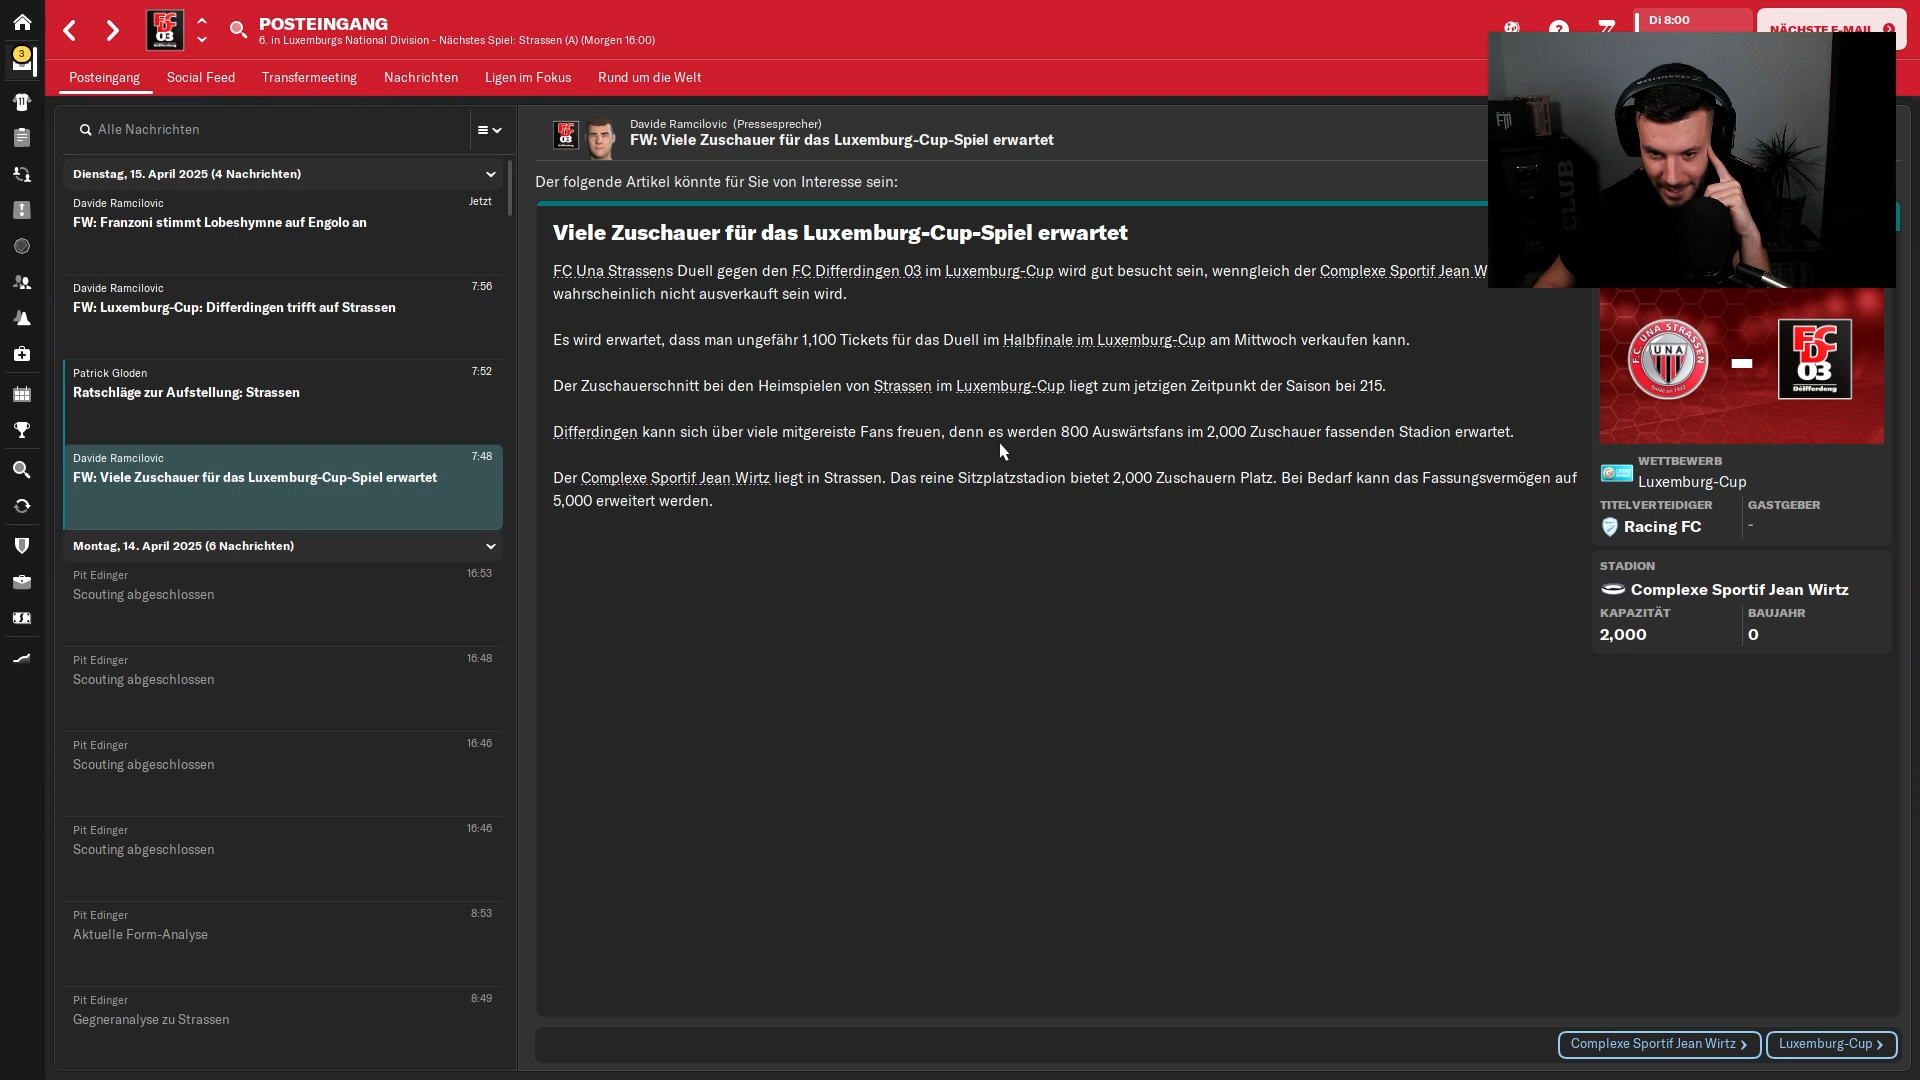 POSTEINGANG
6. in Luxemburgs National Division - Nächstes Spiel: Strassen (A) (Morgen 16:00)
Di 8:00
NÄCHSTE E-MAIL
3
Posteingang
Social Feed
Transfermeeting
Nachrichten
Ligen im Fokus
Rund um die Welt
Alle Nachrichten
Dienstag, 15. April 2025 (4 Nachrichten)
Davide Ramcilovic
Jetzt
FW: Franzoni stimmt Lobeshymne auf Engolo an
Davide Ramcilovic
7:56
FW: Luxemburg-Cup: Differdingen trifft auf Strassen
Patrick Gloden
7:52
Ratschläge zur Aufstellung: Strassen
Davide Ramcilovic
7:48
FW: Viele Zuschauer für das Luxemburg-Cup-Spiel erwartet
Montag, 14. April 2025 (6 Nachrichten)
Pit Edinger
16:53
Scouting abgeschlossen
Pit Edinger
16:48
Scouting abgeschlossen
Pit Edinger
16:46
Scouting abgeschlossen
Pit Edinger
16:46
Scouting abgeschlossen
Pit Edinger
8:53
Aktuelle Form-Analyse
Pit Edinger
8:49
Gegneranalyse zu Strassen
Davide Ramcilovic (Pressesprecher)
FW: Viele Zuschauer für das Luxemburg-Cup-Spiel erwartet
Der folgende Artikel könnte für Sie von Interesse sein:
Viele Zuschauer für das Luxemburg-Cup-Spiel erwartet
FC Una Strassens Duell gegen den FC Differdingen 03 im Luxemburg-Cup wird gut besucht sein, wenngleich der Complexe Sportif Jean W
wahrscheinlich nicht ausverkauft sein wird.
Es wird erwartet, dass man ungefähr 1,100 Tickets für das Duell im Halbfinale im Luxemburg-Cup am Mittwoch verkaufen kann.
Der Zuschauerschnitt bei den Heimspielen von Strassen im Luxemburg-Cup liegt zum jetzigen Zeitpunkt der Saison bei 215.
Differdingen kann sich über viele mitgereiste Fans freuen, denn es werden 800 Auswärtsfans im 2,000 Zuschauer fassenden Stadion erwartet.
Der Complexe Sportif Jean Wirtz liegt in Strassen. Das reine Sitzplatzstadion bietet 2,000 Zuschauern Platz. Bei Bedarf kann das Fassungsvermögen auf
5,000 erweitert werden.
CLUB
F.C. UNA STRASSEN
UNA
FCD
03
Déifferdeng
WETTBEWERB
Luxemburg-Cup
TITELVERTEIDIGER
GASTGEBER
Racing FC
-
STADION
Complexe Sportif Jean Wirtz
KAPAZITÄT
BAUJAHR
2,000
0
Complexe Sportif Jean Wirtz
Luxemburg-Cup